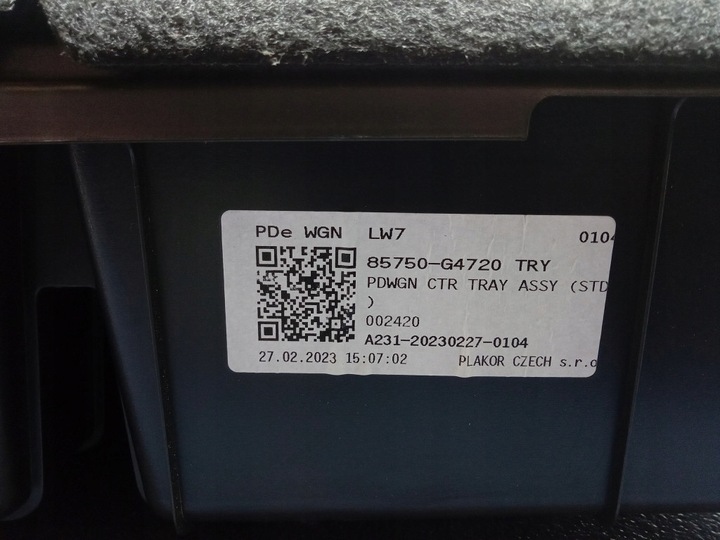 PDe WGN LW7 0104
85750-G4720 TRY
PDWGN CTR TRAY ASSY (STD
)
002420
A231-20230227-0104
27.02.2023 15:07:02 PLAKOR CZECH s.r.o